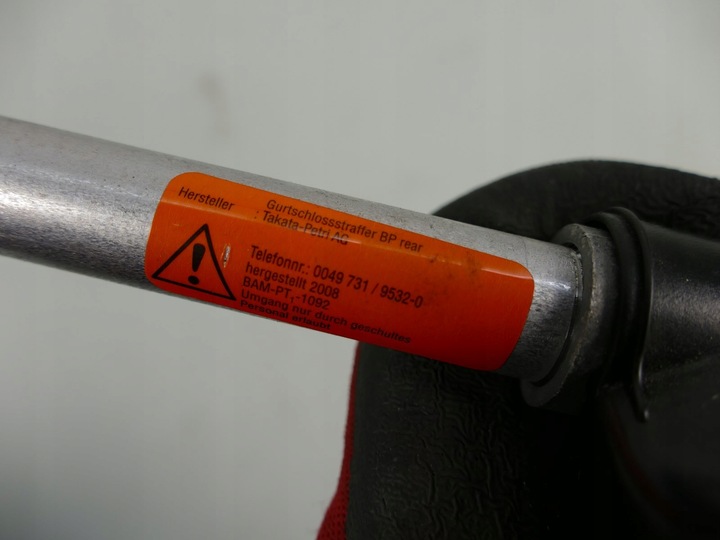 Gurtschlossstraffer BP rear
Hersteller : Takata-Petri AG
Telefonnr.: 0049 731 / 9532-0
hergestellt 2008
BAM-PT₁-1092
Umgang nur durch geschultes
Personal erlaubt